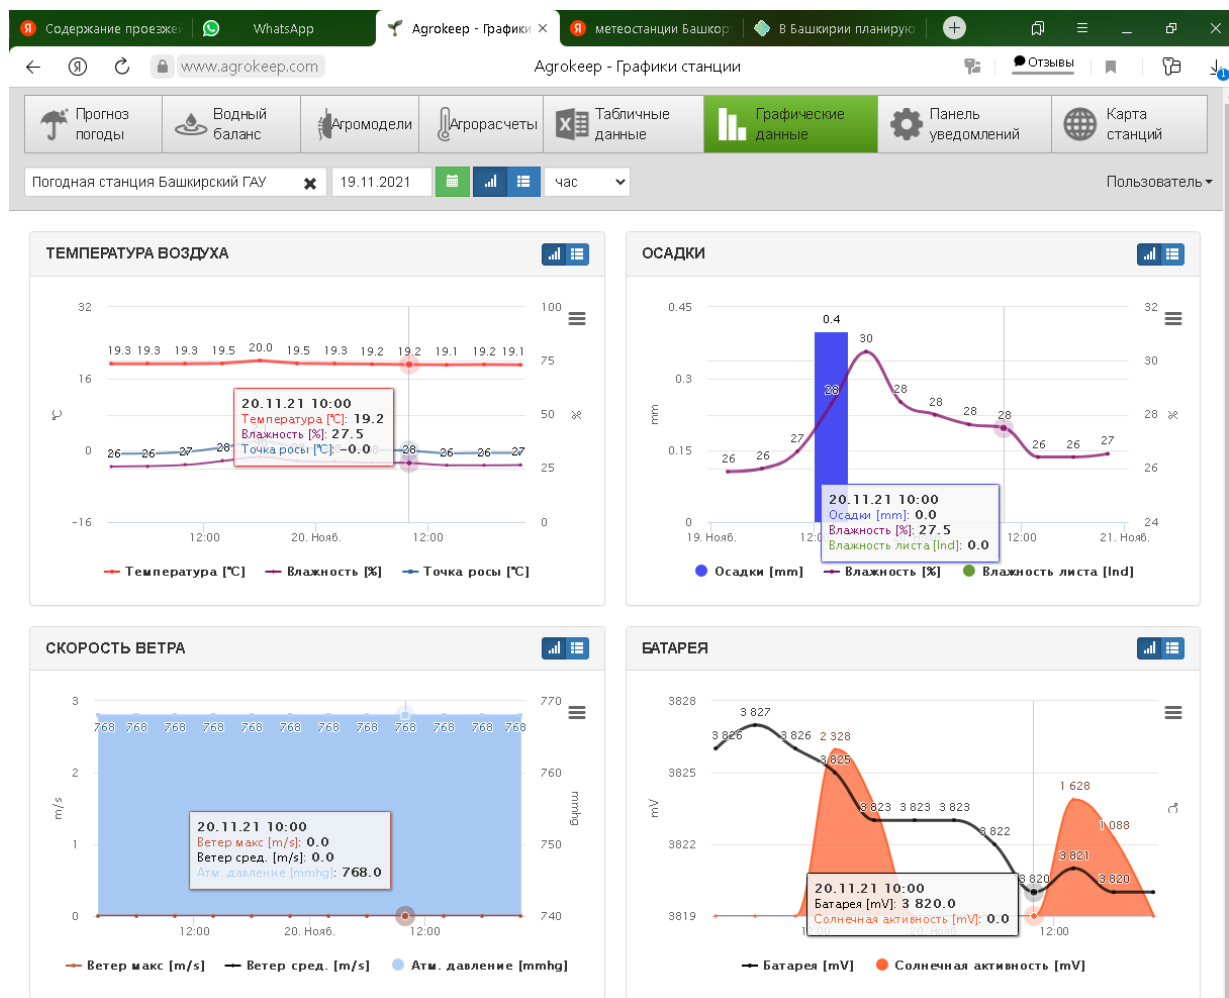 Содержание проезжей
WhatsApp
Agrokeep - Графики
метеостанции Башкор
В Башкирии планирую
www.agrokeep.com
Agrokeep - Графики станции
Отзывы
1
Прогноз погоды
Водный баланс
Агромодели
Агрорасчеты
Табличные данные
Графические данные
Панель уведомлений
Карта станций
Погодная станция Башкирский ГАУ
19.11.2021
час
Пользователь
ТЕМПЕРАТУРА ВОЗДУХА
32
16
0
-16
°C
100
75
50
25
0
%
19.3 19.3 19.3 19.5 20.0 19.5 19.3 19.2 19.2 19.1 19.2 19.1
26 26 27 28 28 26 26 27
20.11.21 10:00
Температура [°C]: 19.2
Влажность [%]: 27.5
Точка росы [°C]: -0.0
12:00 20. Нояб. 12:00
Температура [°C] Влажность [%] Точка росы [°C]
ОСАДКИ
0.45
0.3
0.15
0
mm
32
30
28
26
24
%
0.4
26 26 27 28 30 28 28 28 28 26 26 27
20.11.21 10:00
Осадки [mm]: 0.0
Влажность [%]: 27.5
Влажность листа [Ind]: 0.0
19. Нояб. 12:00 21. Нояб.
Осадки [mm] Влажность [%] Влажность листа [Ind]
СКОРОСТЬ ВЕТРА
3
2
1
0
m/s
770
760
750
740
mmhg
768 768 768 768 768 768 768 768 768 768 768 768
20.11.21 10:00
Ветер макс [m/s]: 0.0
Ветер сред. [m/s]: 0.0
Атм. давление [mmhg]: 768.0
12:00 20. Нояб. 12:00
Ветер макс [m/s] Ветер сред. [m/s] Атм. давление [mmhg]
БАТАРЕЯ
3828
3825
3822
3819
mV
3 826 3 827 3 826 3 825 3 823 3 823 3 823 3 822 3 820 3 821 3 820
2 328 1 628 1 088
20.11.21 10:00
Батарея [mV]: 3 820.0
Солнечная активность [mV]: 0.0
20. Нояб. 12:00
Батарея [mV] Солнечная активность [mV]